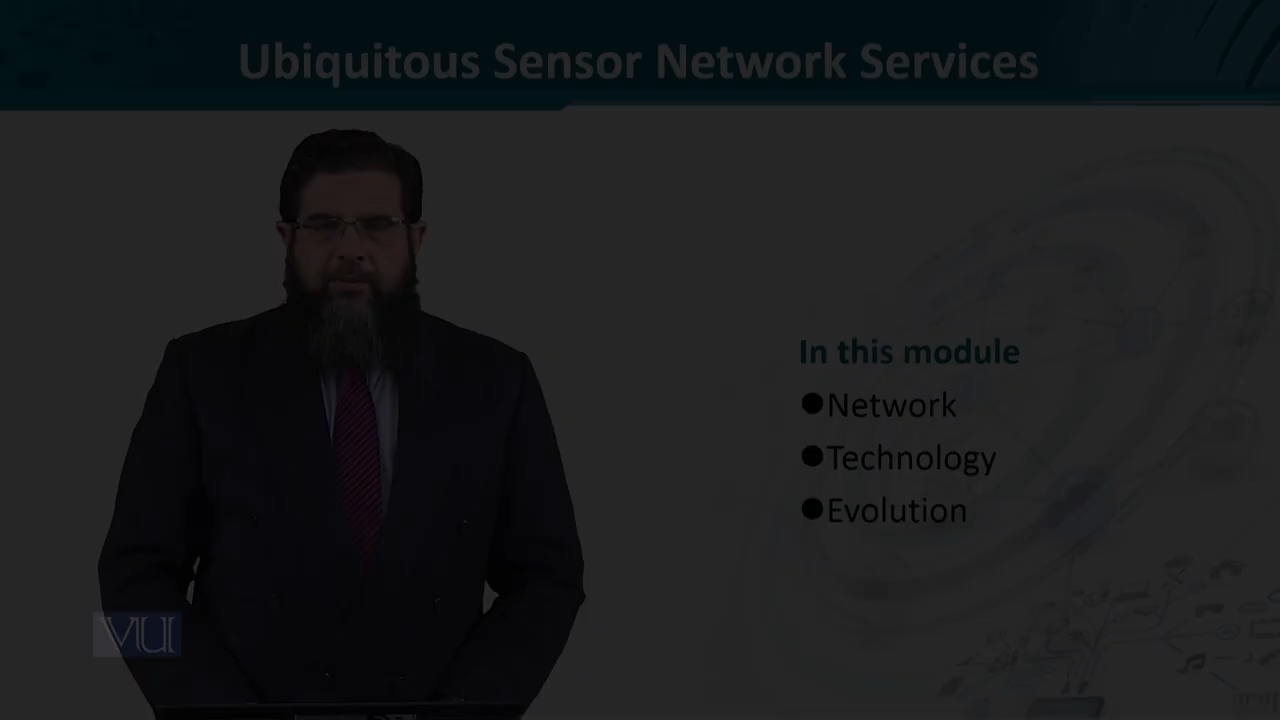 Ubiquitous Sensor Network Services
In this module
●Network
●Technology
●Evolution
VU